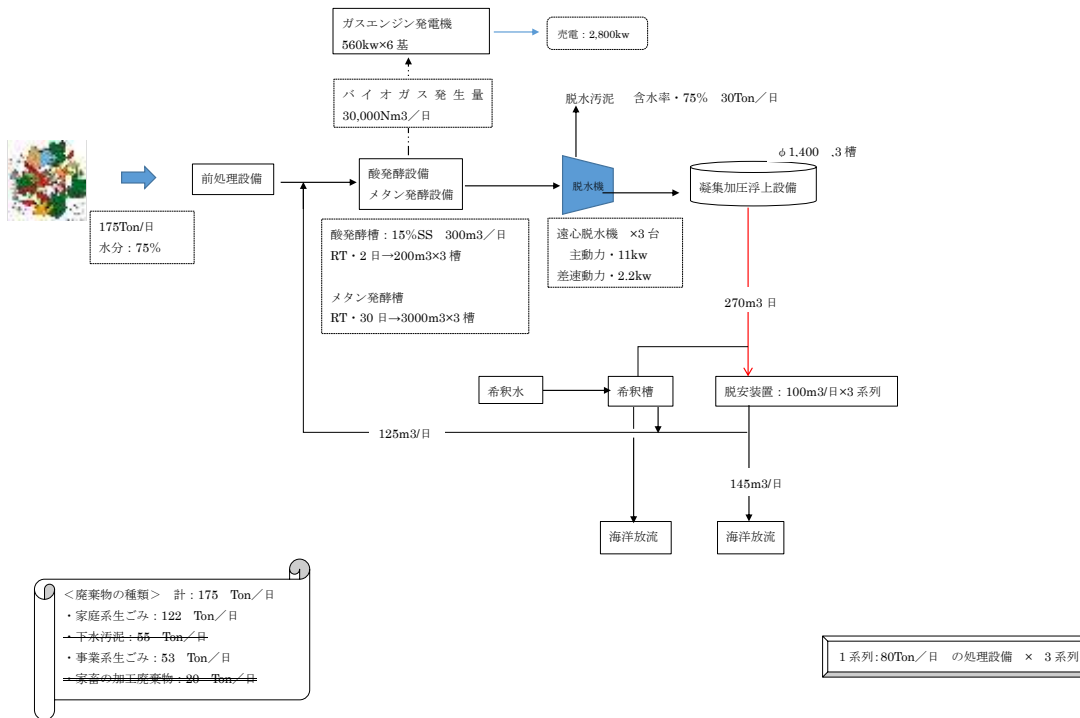 ガスエンジン発電機
560kw×6 基
売電：2,800kw
バイオガス発生量
30,000Nm3／日
脱水汚泥　含水率・75%　30Ton／日
φ1,400　.3 槽
前処理設備
酸発酵設備
メタン発酵設備
脱水機
凝集加圧浮上設備
175Ton/日
水分：75%
酸発酵槽：15%SS　300m3／日
RT・2 日→200m3×3 槽
メタン発酵槽
RT・30 日→3000m3×3 槽
遠心脱水機　×3 台
主動力・11kw
差速動力・2.2kw
270m3 日
希釈水
希釈槽
脱安装置：100m3/日×3 系列
125m3/日
145m3/日
海洋放流
海洋放流
＜廃棄物の種類＞　計：175　Ton／日
・家庭系生ごみ：122　Ton／日
・下水汚泥：55　Ton／日
・事業系生ごみ：53　Ton／日
・家畜の加工廃棄物：20　Ton／日
1 系列:80Ton／日　の処理設備　×　3 系列